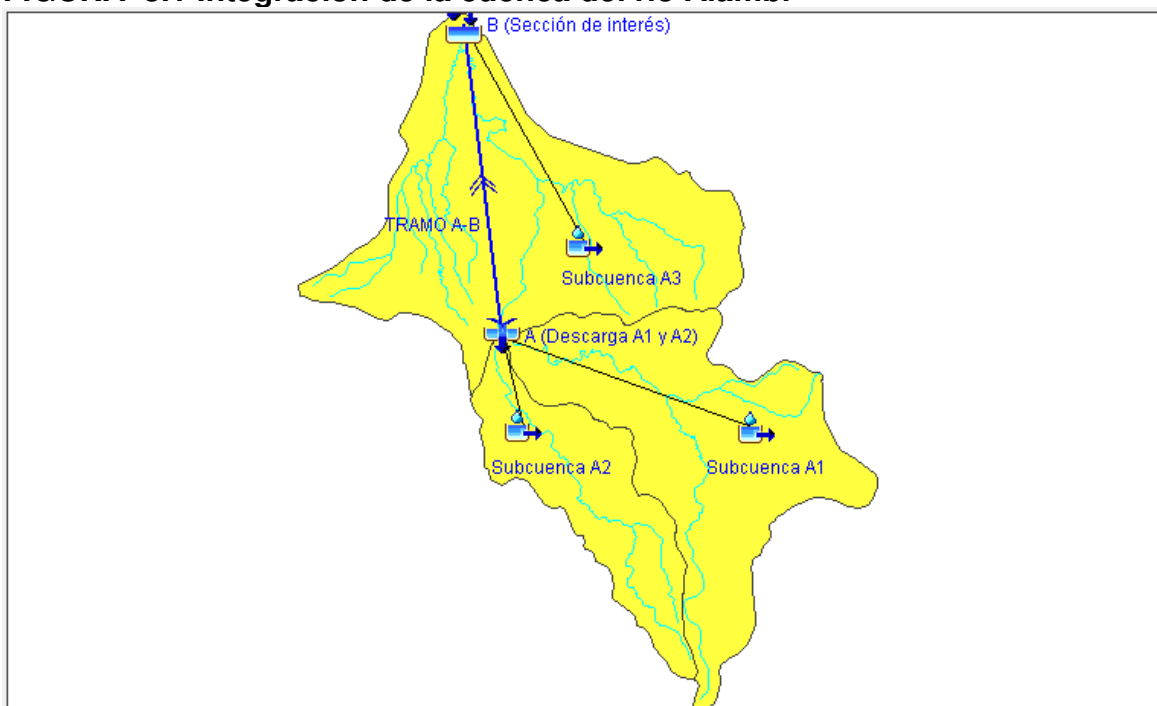 B (Sección de interés)
TRAMO A-B
Subcuenca A3
A (Descarga A1 y A2)
Subcuenca A2
Subcuenca A1